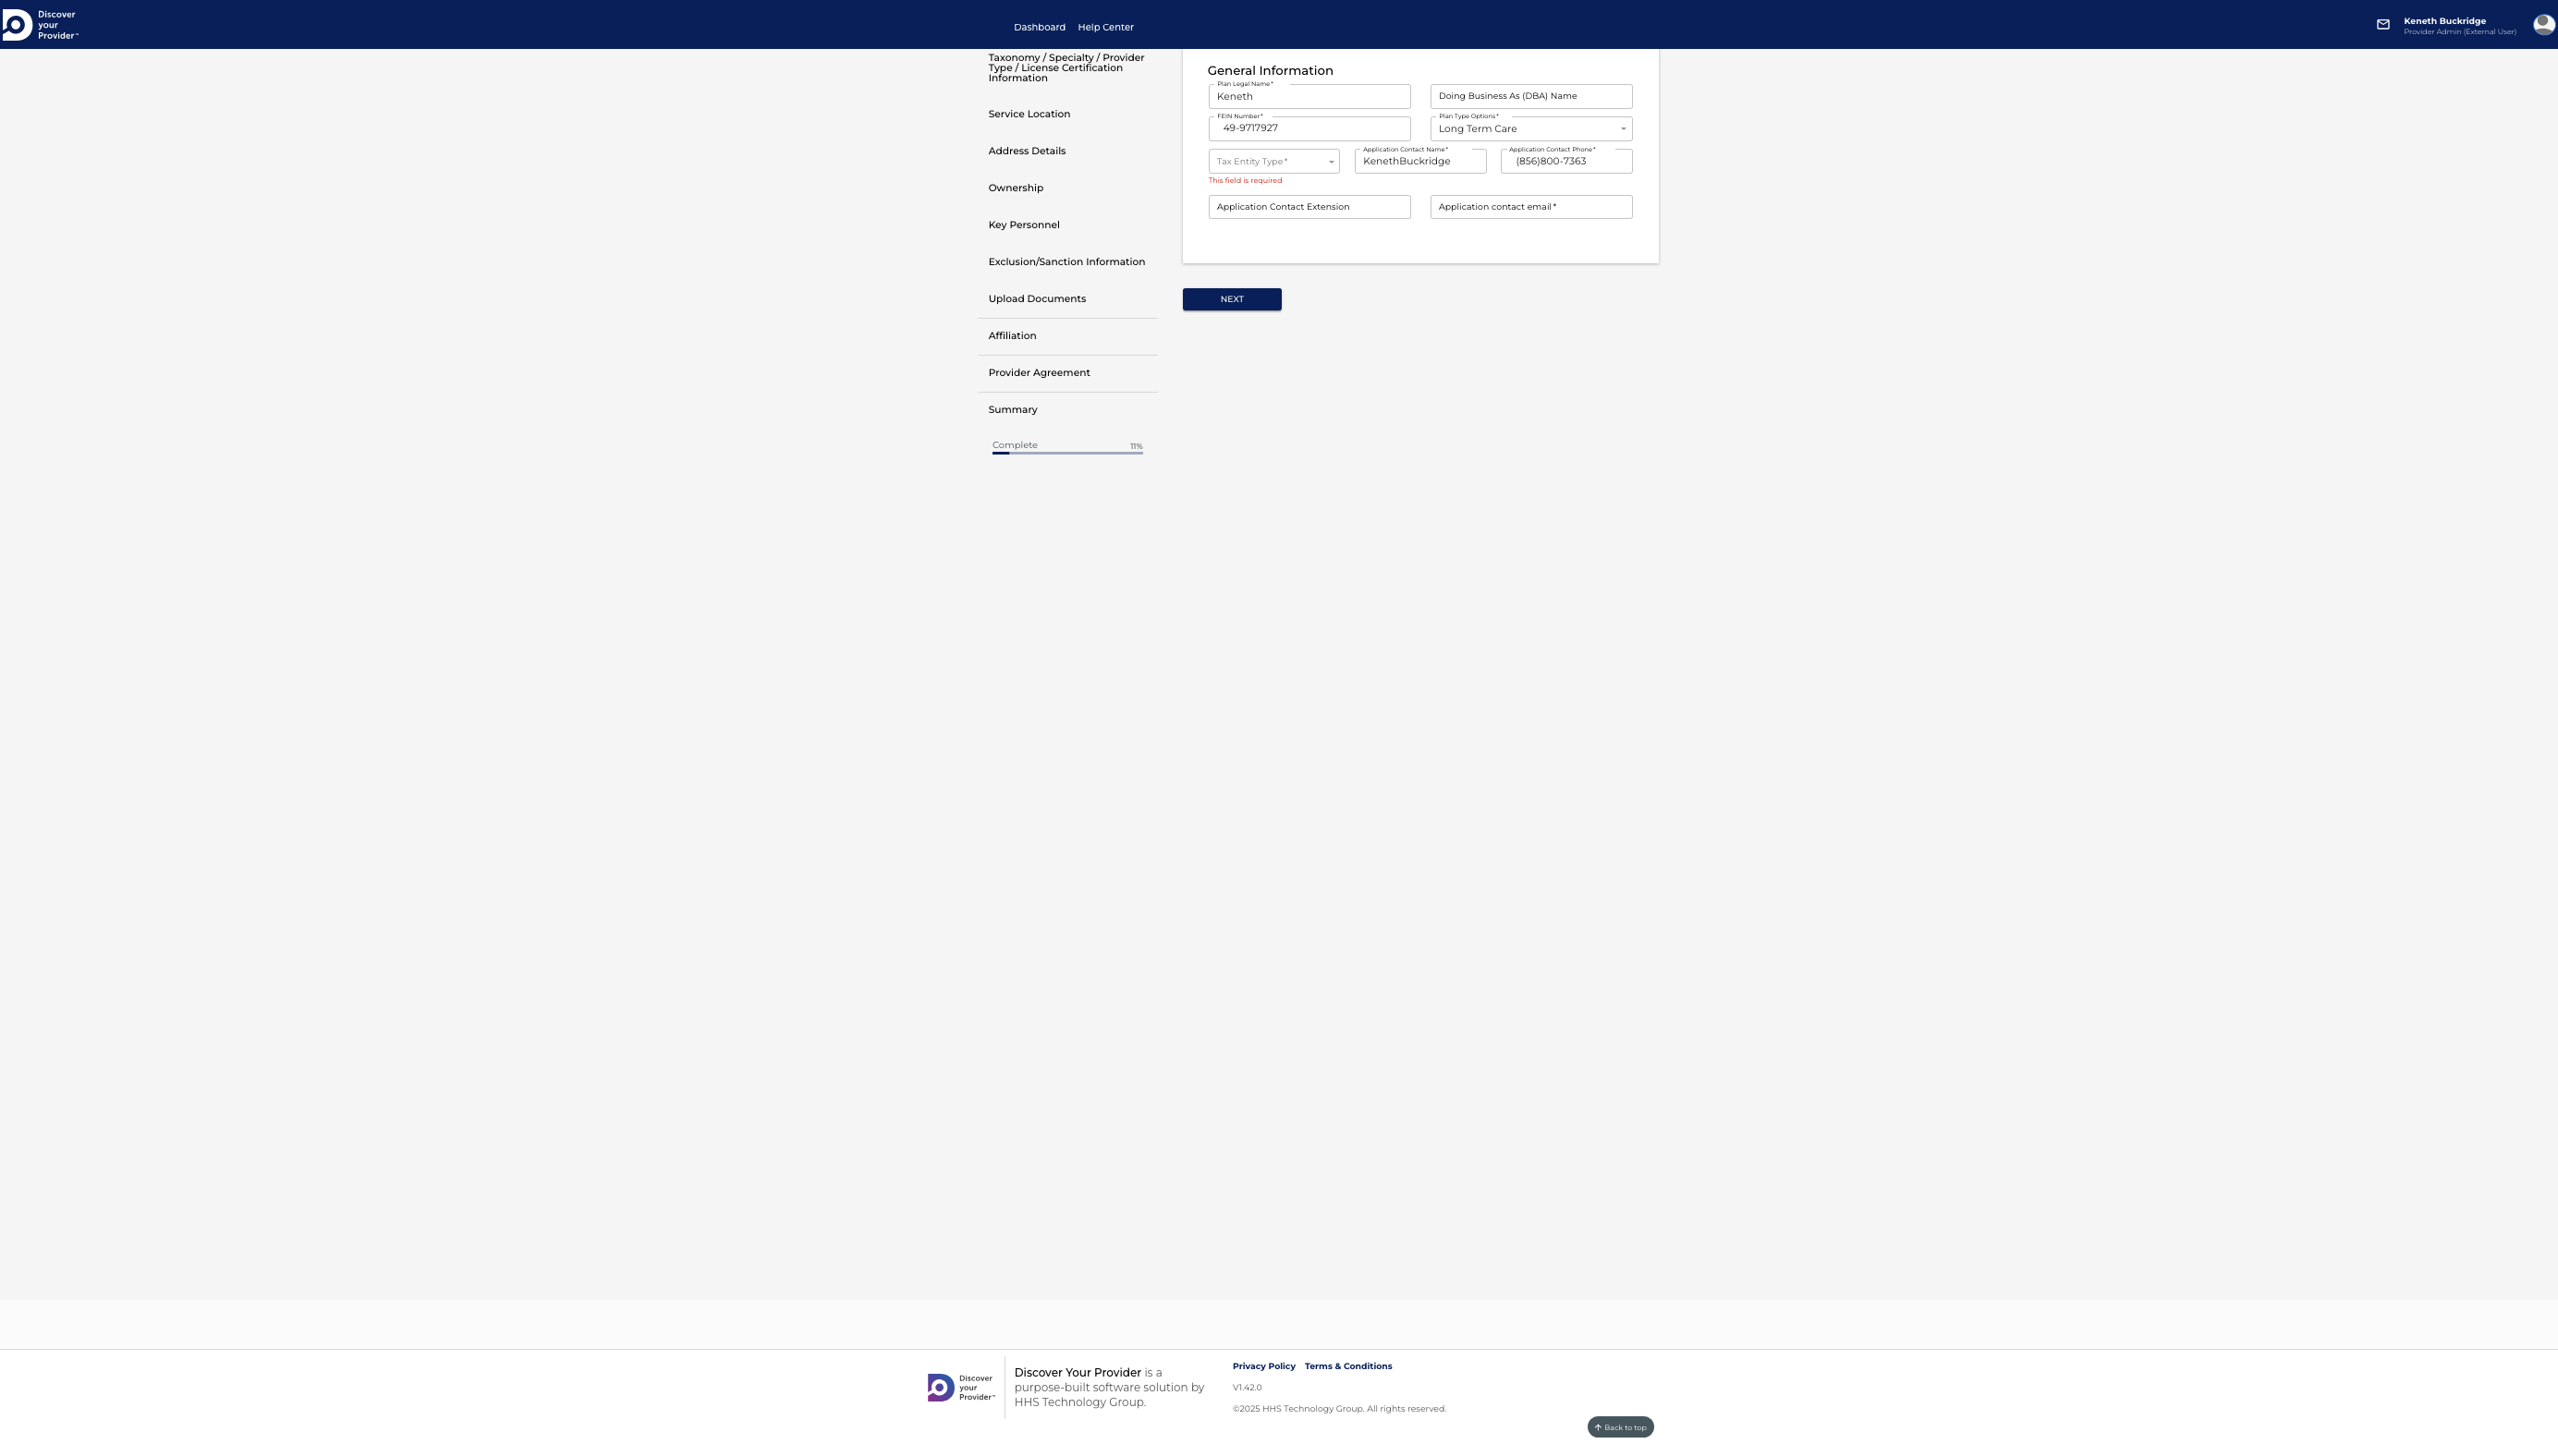 Discover
your
Provider™
Dashboard Help Center
Keneth Buckridge
Provider Admin (External User)
Taxonomy / Specialty / Provider
Type / License Certification
Information
Service Location
Address Details
Ownership
Key Personnel
Exclusion/Sanction Information
Upload Documents
Affiliation
Provider Agreement
Summary
Complete 11%
General Information
Plan Legal Name*
Keneth
Doing Business As (DBA) Name
FEIN Number*
49-9717927
Plan Type Options*
Long Term Care
Tax Entity Type*
This field is required
Application Contact Name*
KenethBuckridge
Application Contact Phone*
(856)800-7363
Application Contact Extension
Application contact email*
NEXT
Discover
your
Provider™
Discover Your Provider is a
purpose-built software solution by
HHS Technology Group.
Privacy Policy Terms & Conditions
V1.42.0
©2025 HHS Technology Group. All rights reserved.
Back to top